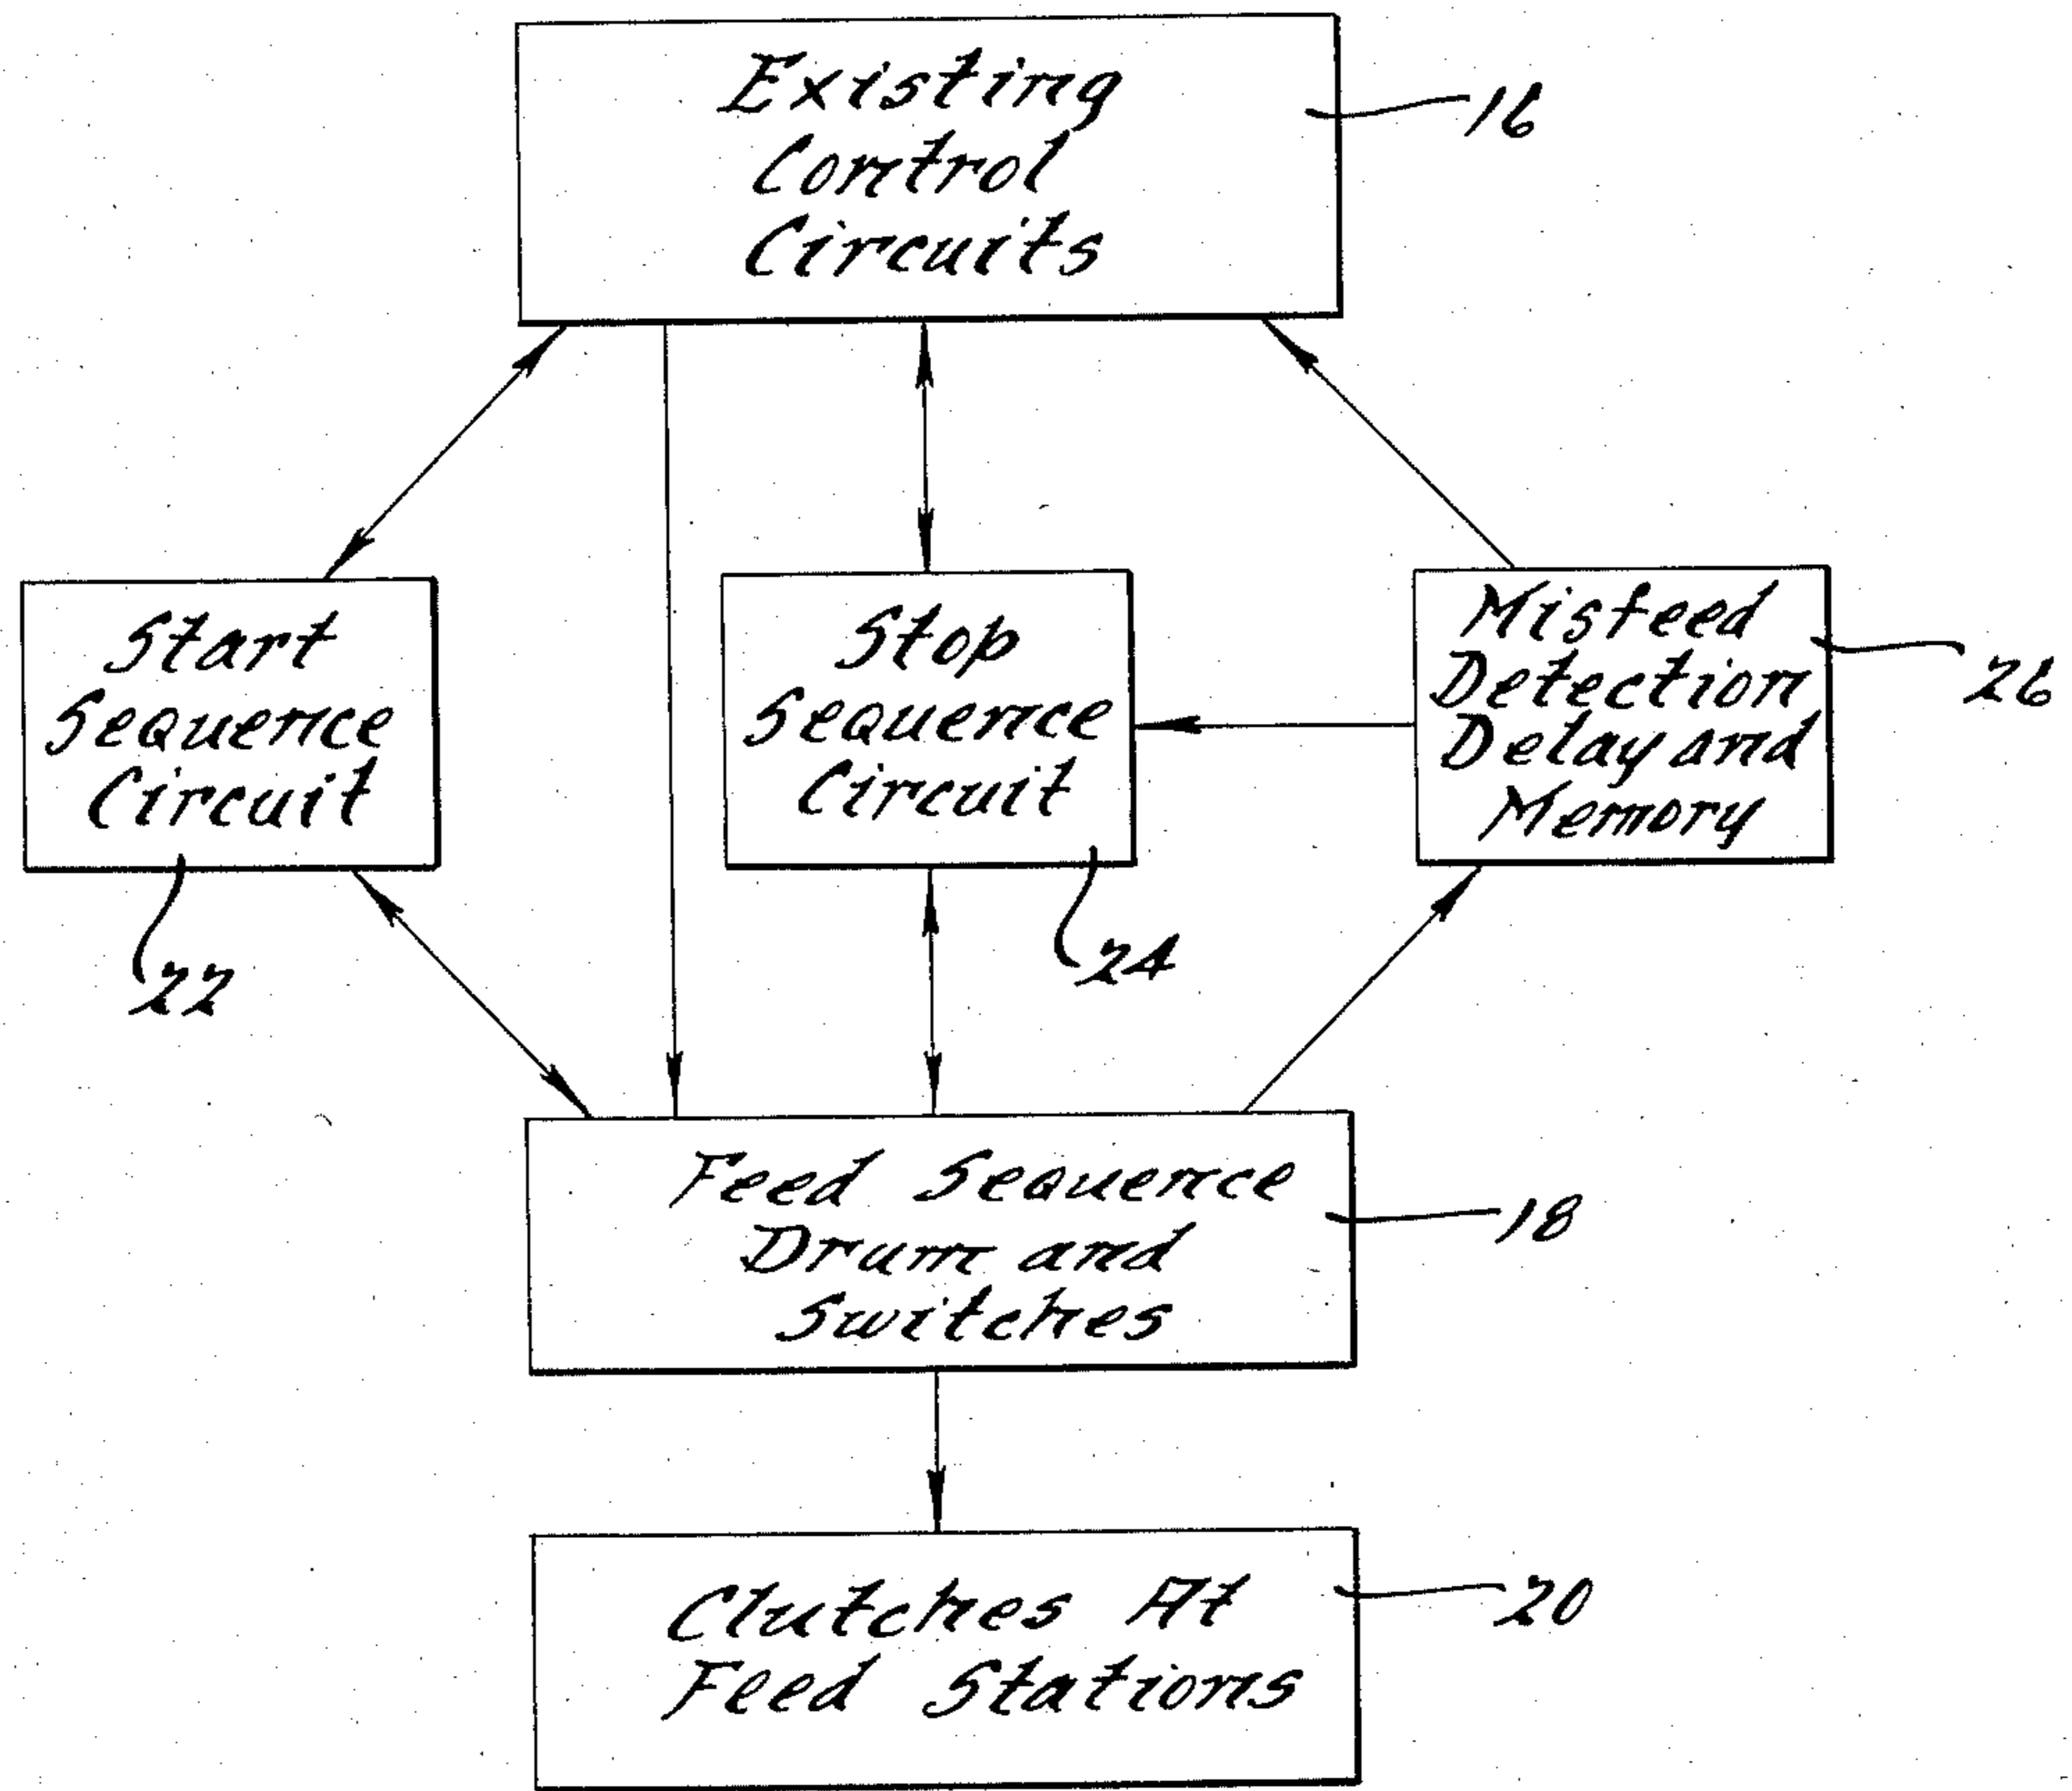 Existing
Control
Circuits
16
Start
Sequence
Circuit
22
Stop
Sequence
Circuit
24
Misfeed
Detection
Delay and
Memory
26
Feed Sequence
Drum and
Switches
18
Clutches At
Feed Stations
20